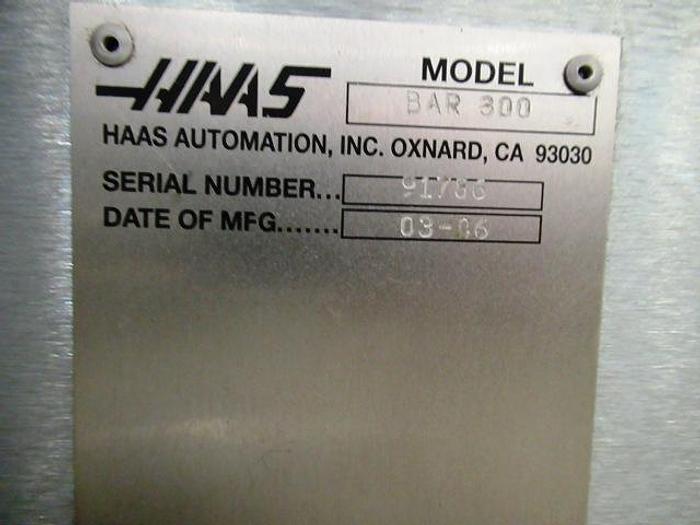 HAAS
MODEL BAR 300
HAAS AUTOMATION, INC. OXNARD, CA 93030
SERIAL NUMBER...
DATE OF MFG....... 03-06